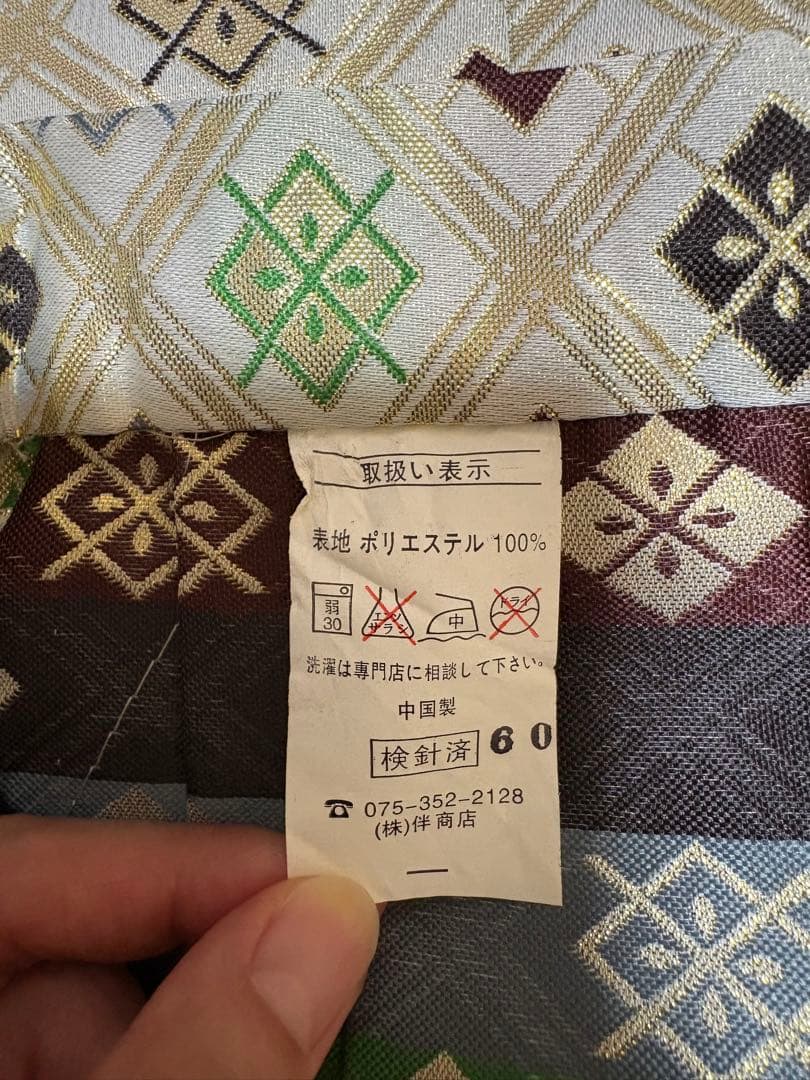 取扱い表示
表地 ポリエステル 100%
弱 30 エンソ サラシ 中 ドライ
洗濯は専門店に相談して下さい。
中国製
検針済 60
☎ 075-352-2128
(株)伴商店